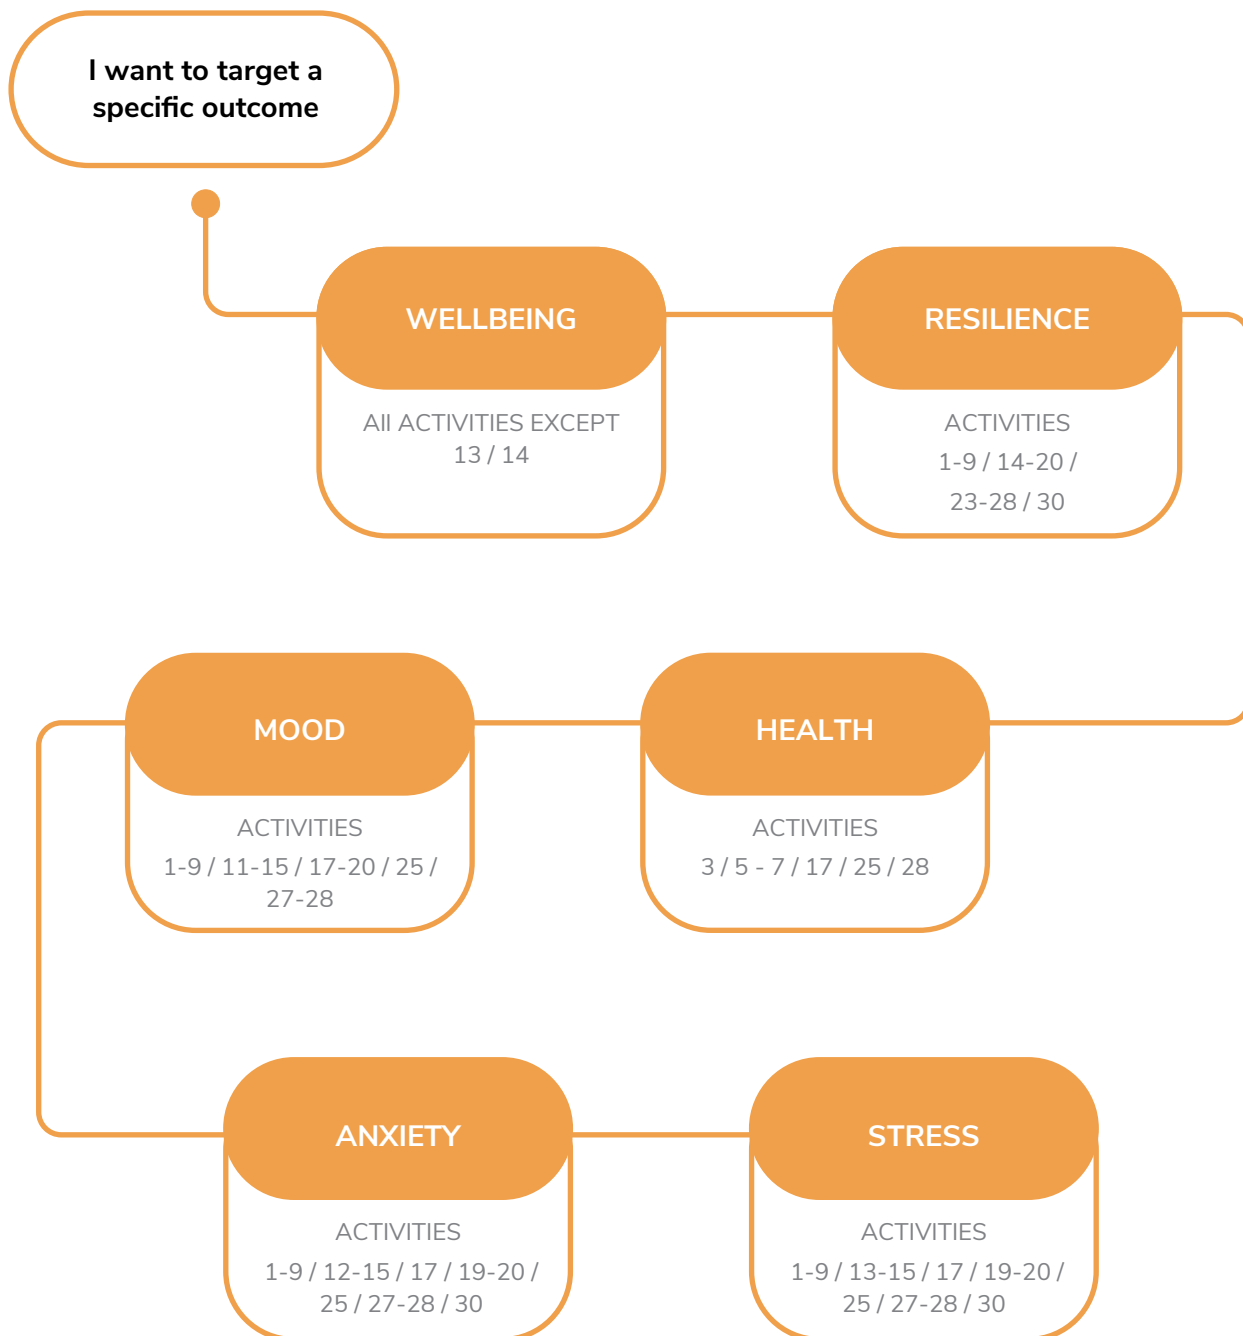 I want to target a
specific outcome
WELLBEING
All ACTIVITIES EXCEPT
13 / 14
RESILIENCE
ACTIVITIES
1-9 / 14-20 /
23-28 / 30
MOOD
ACTIVITIES
1-9 / 11-15 / 17-20 / 25 /
27-28
HEALTH
ACTIVITIES
3 / 5 - 7 / 17 / 25 / 28
ANXIETY
ACTIVITIES
1-9 / 12-15 / 17 / 19-20 /
25 / 27-28 / 30
STRESS
ACTIVITIES
1-9 / 13-15 / 17 / 19-20 /
25 / 27-28 / 30